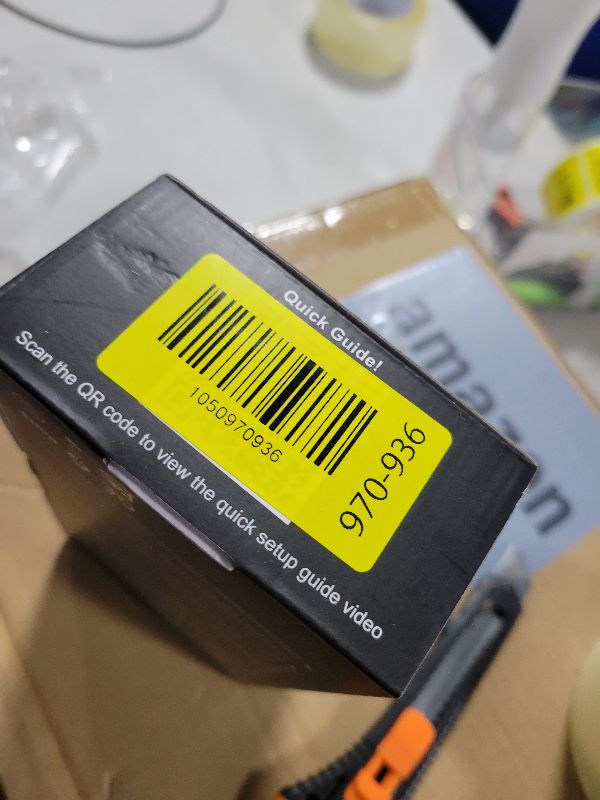 Quick Guide!
1050970936
970-936
Scan the QR code to view the quick setup guide video
amazon